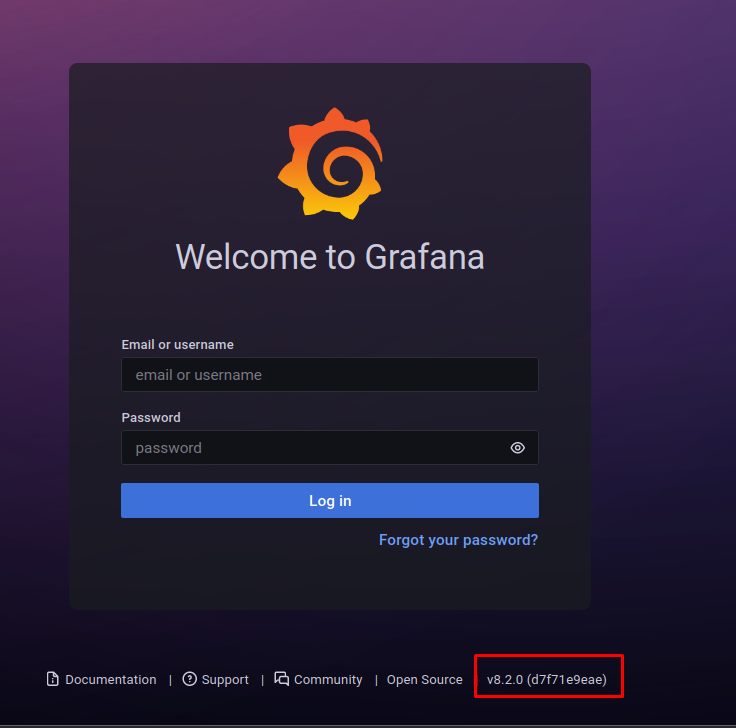 Welcome to Grafana
Email or username
email or username
Password
password
Log in
Forgot your password?
Documentation | Support | Community | Open Source v8.2.0 (d7f71e9eae)